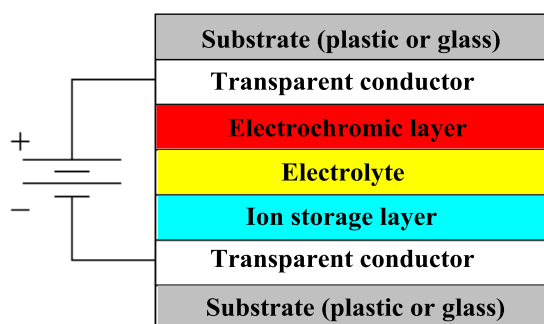 Substrate (plastic or glass)
Transparent conductor
Electrochromic layer
+
Electrolyte
−
Ion storage layer
Transparent conductor
Substrate (plastic or glass)